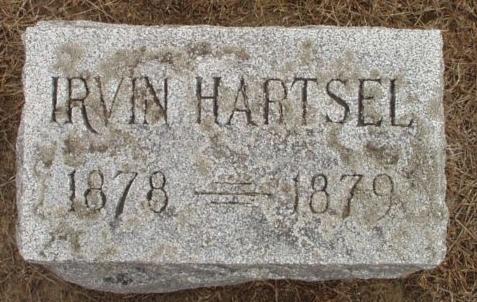 IRVIN HARTSEL
1878 = 1879